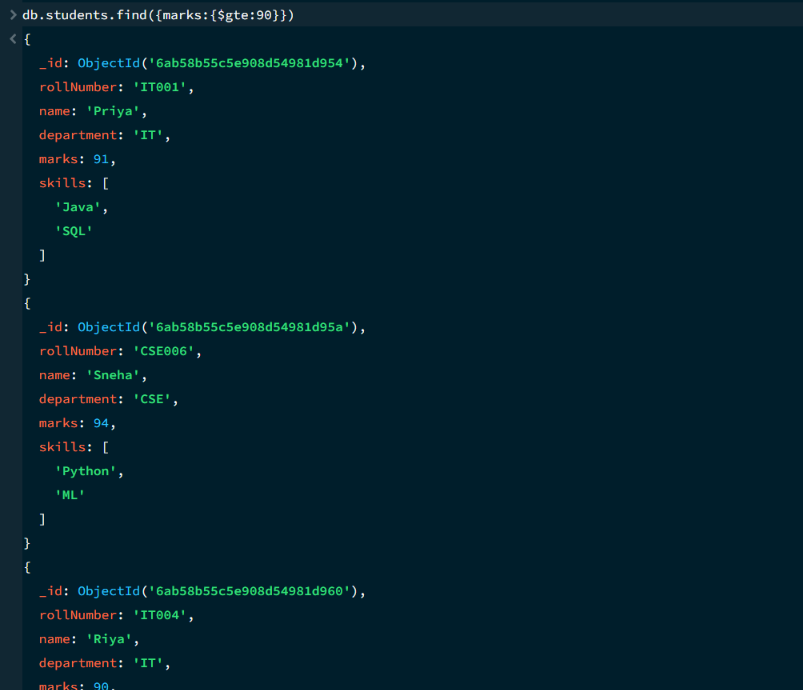 > db.students.find({marks:{$gte:90}})
< {
_id: ObjectId('6ab58b55c5e908d54981d954'),
rollNumber: 'IT001',
name: 'Priya',
department: 'IT',
marks: 91,
skills: [
'Java',
'SQL'
]
}
{
_id: ObjectId('6ab58b55c5e908d54981d95a'),
rollNumber: 'CSE006',
name: 'Sneha',
department: 'CSE',
marks: 94,
skills: [
'Python',
'ML'
]
}
{
_id: ObjectId('6ab58b55c5e908d54981d960'),
rollNumber: 'IT004',
name: 'Riya',
department: 'IT',
marks: 90,